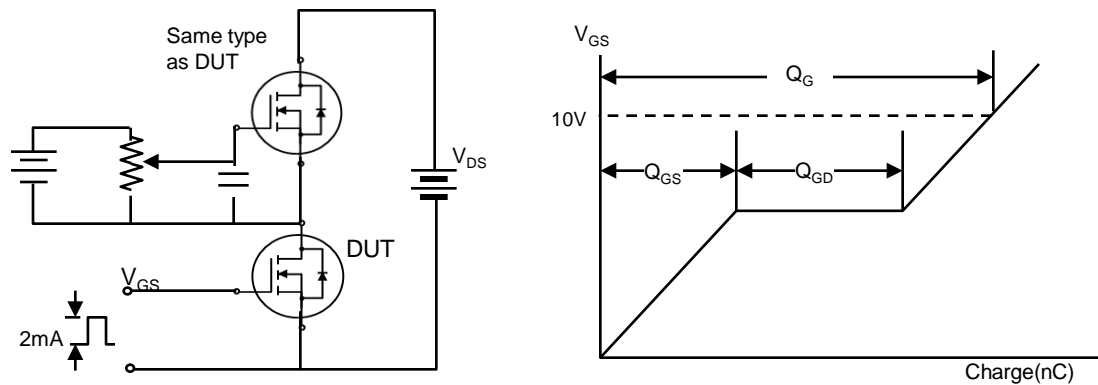 Same type
as DUT
V_DS
DUT
V_GS
2mA
V_GS
Q_G
10V
Q_GS
Q_GD
Charge(nC)